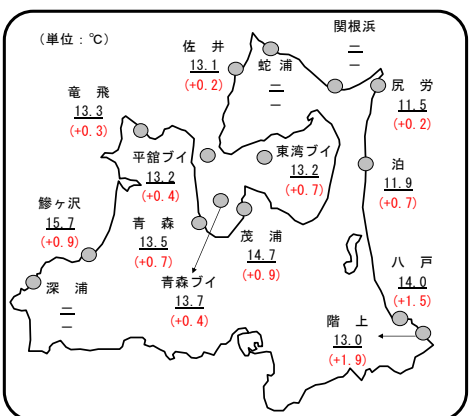 (単位：℃)
関根浜
二
―
佐井
13.1
(+0.2)
蛇浦
二
―
尻労
11.5
(+0.2)
竜飛
13.3
(+0.3)
平舘ブイ
13.2
(+0.4)
東湾ブイ
13.2
(+0.7)
泊
11.9
(+0.7)
鰺ヶ沢
15.7
(+0.9)
青森
13.5
(+0.7)
茂浦
14.7
(+0.9)
青森ブイ
13.7
(+0.4)
八戸
14.0
(+1.5)
深浦
二
―
階上
13.0
(+1.9)